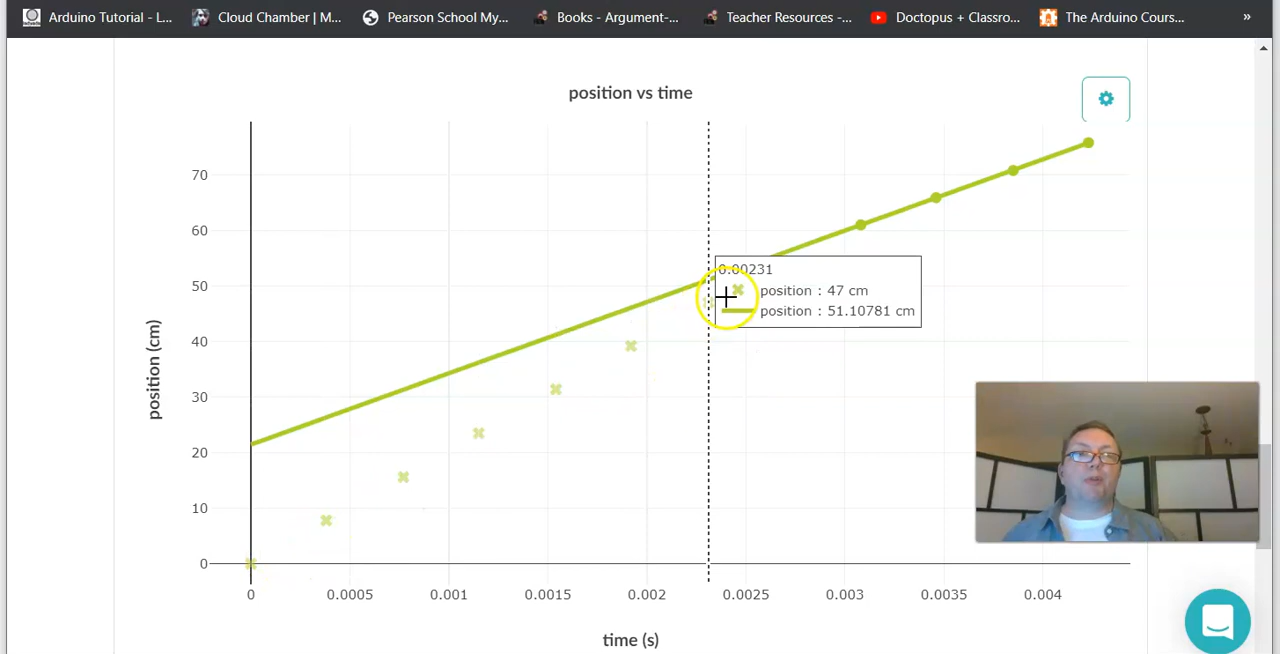 Arduino Tutorial - L... Cloud Chamber | M... Pearson School My... Books - Argument-... Teacher Resources -... Doctopus + Classro... The Arduino Cours... »
position vs time
70
60
50
40
30
20
10
0
position (cm)
0.00231
position : 47 cm
position : 51.10781 cm
0 0.0005 0.001 0.0015 0.002 0.0025 0.003 0.0035 0.004
time (s)